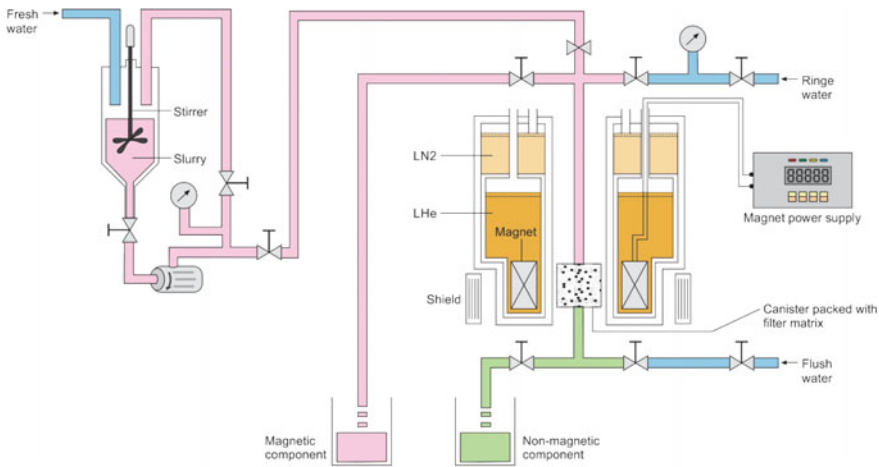 Fresh
water
Stirrer
Slurry
Ringe
water
LN2
LHe
Magnet
00000
Magnet power supply
Shield
Canister packed with
filter matrix
Flush
water
Magnetic
component
Non-magnetic
component